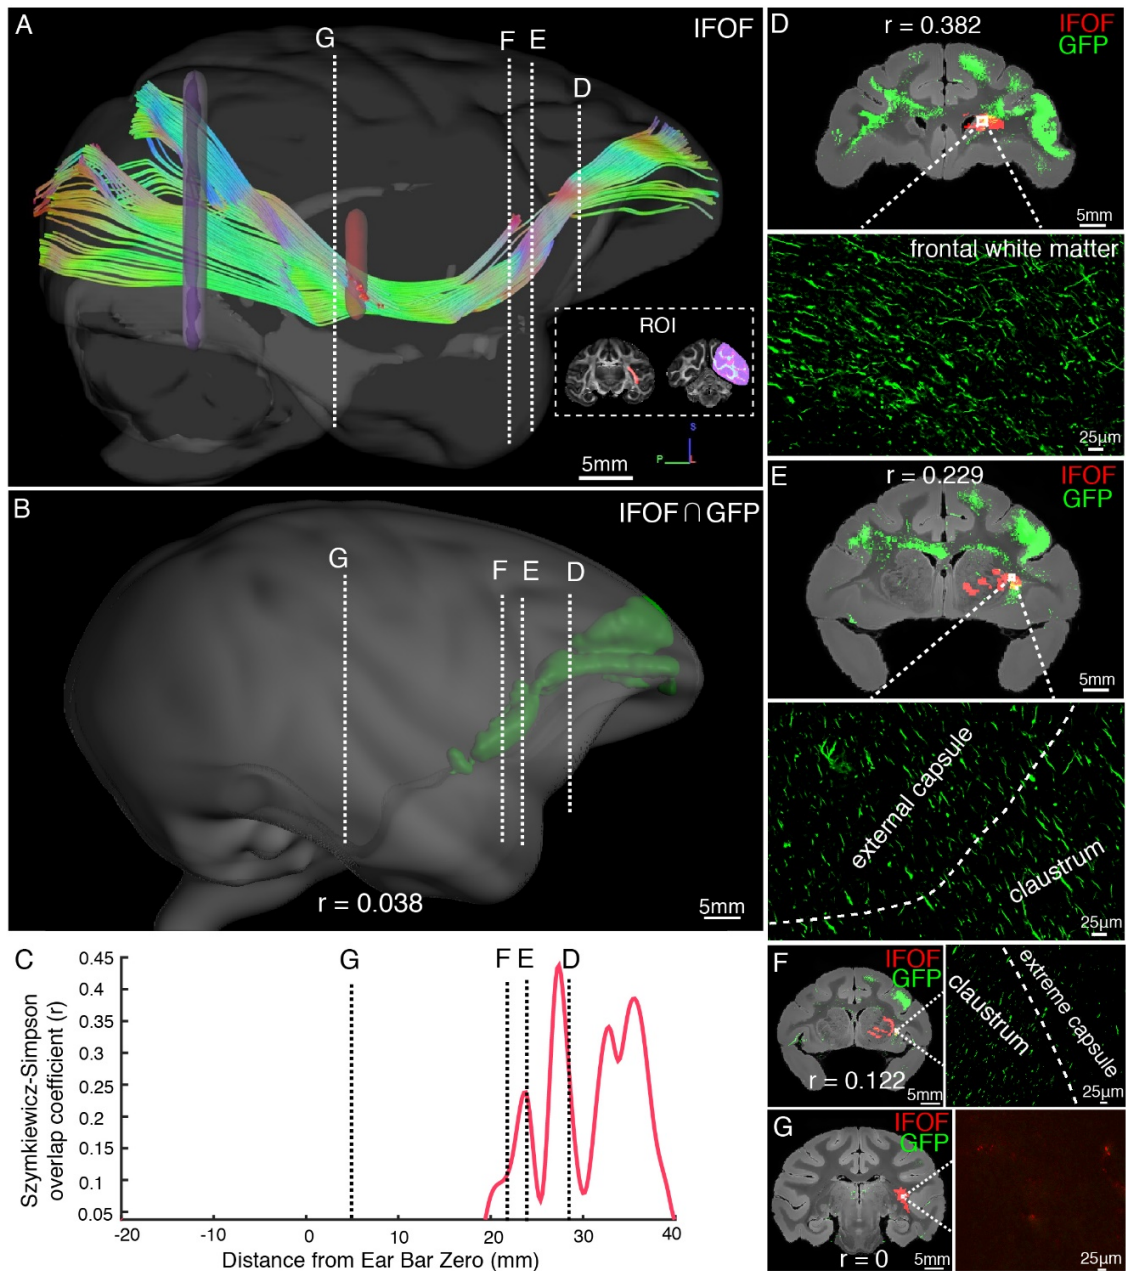 A
IFOF
G
F
E
D
ROI
S
P
L
5mm
B
IFOF ∩ GFP
G
F
E
D
r = 0.038
5mm
C
G
F
E
D
0.45
0.4
0.35
0.3
0.25
0.2
0.15
0.1
0.05
Szymkiewicz-Simpson
overlap coefficient (r)
-20
-10
0
10
20
30
40
Distance from Ear Bar Zero (mm)
D
r = 0.382
IFOF
GFP
5mm
frontal white matter
25µm
E
r = 0.229
IFOF
GFP
5mm
external capsule
claustrum
25µm
F
IFOF
GFP
r = 0.122
5mm
claustrum
extreme capsule
25µm
G
IFOF
GFP
r = 0
5mm
25µm